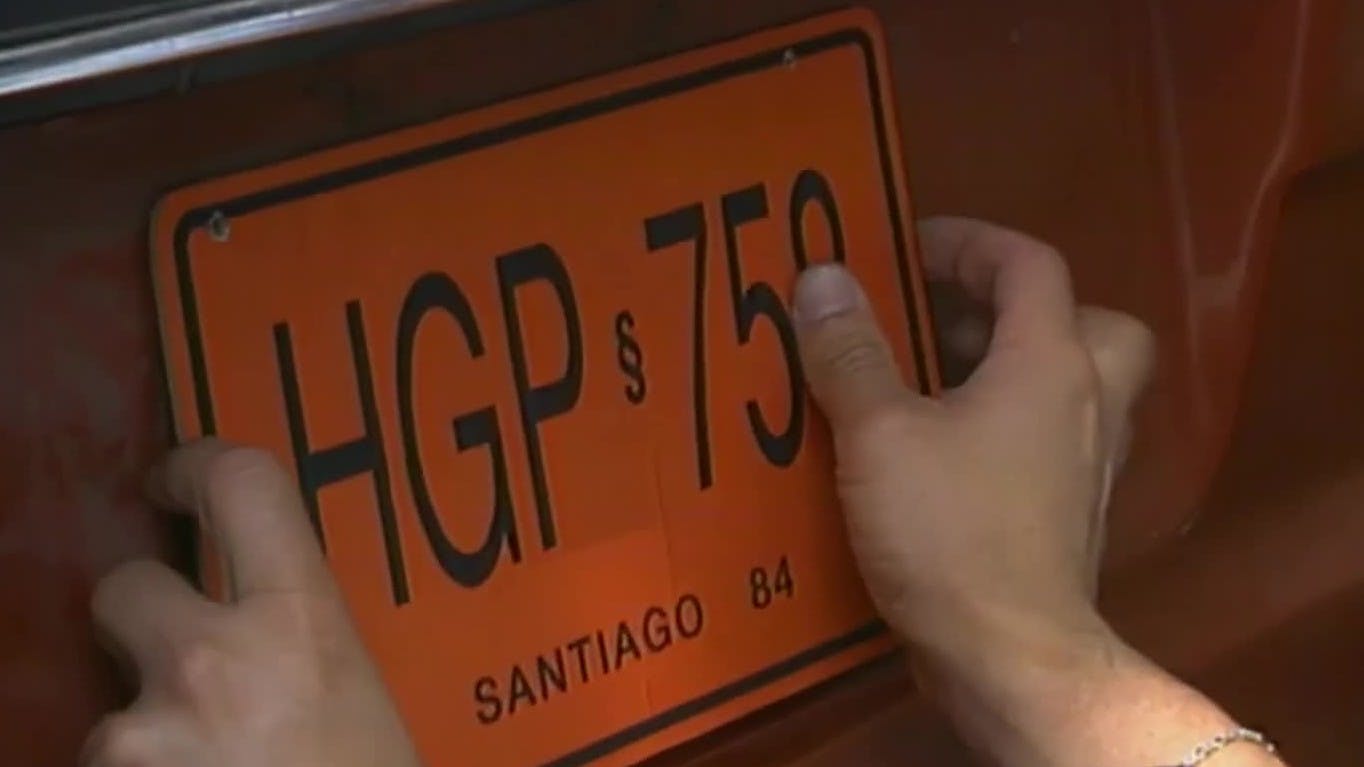 HGP § 75
SANTIAGO 84